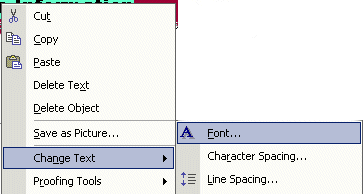 Cut
Copy
Paste
Delete Text
Delete Object
Save as Picture...
Change Text
Font...
Character Spacing...
Proofing Tools
Line Spacing...